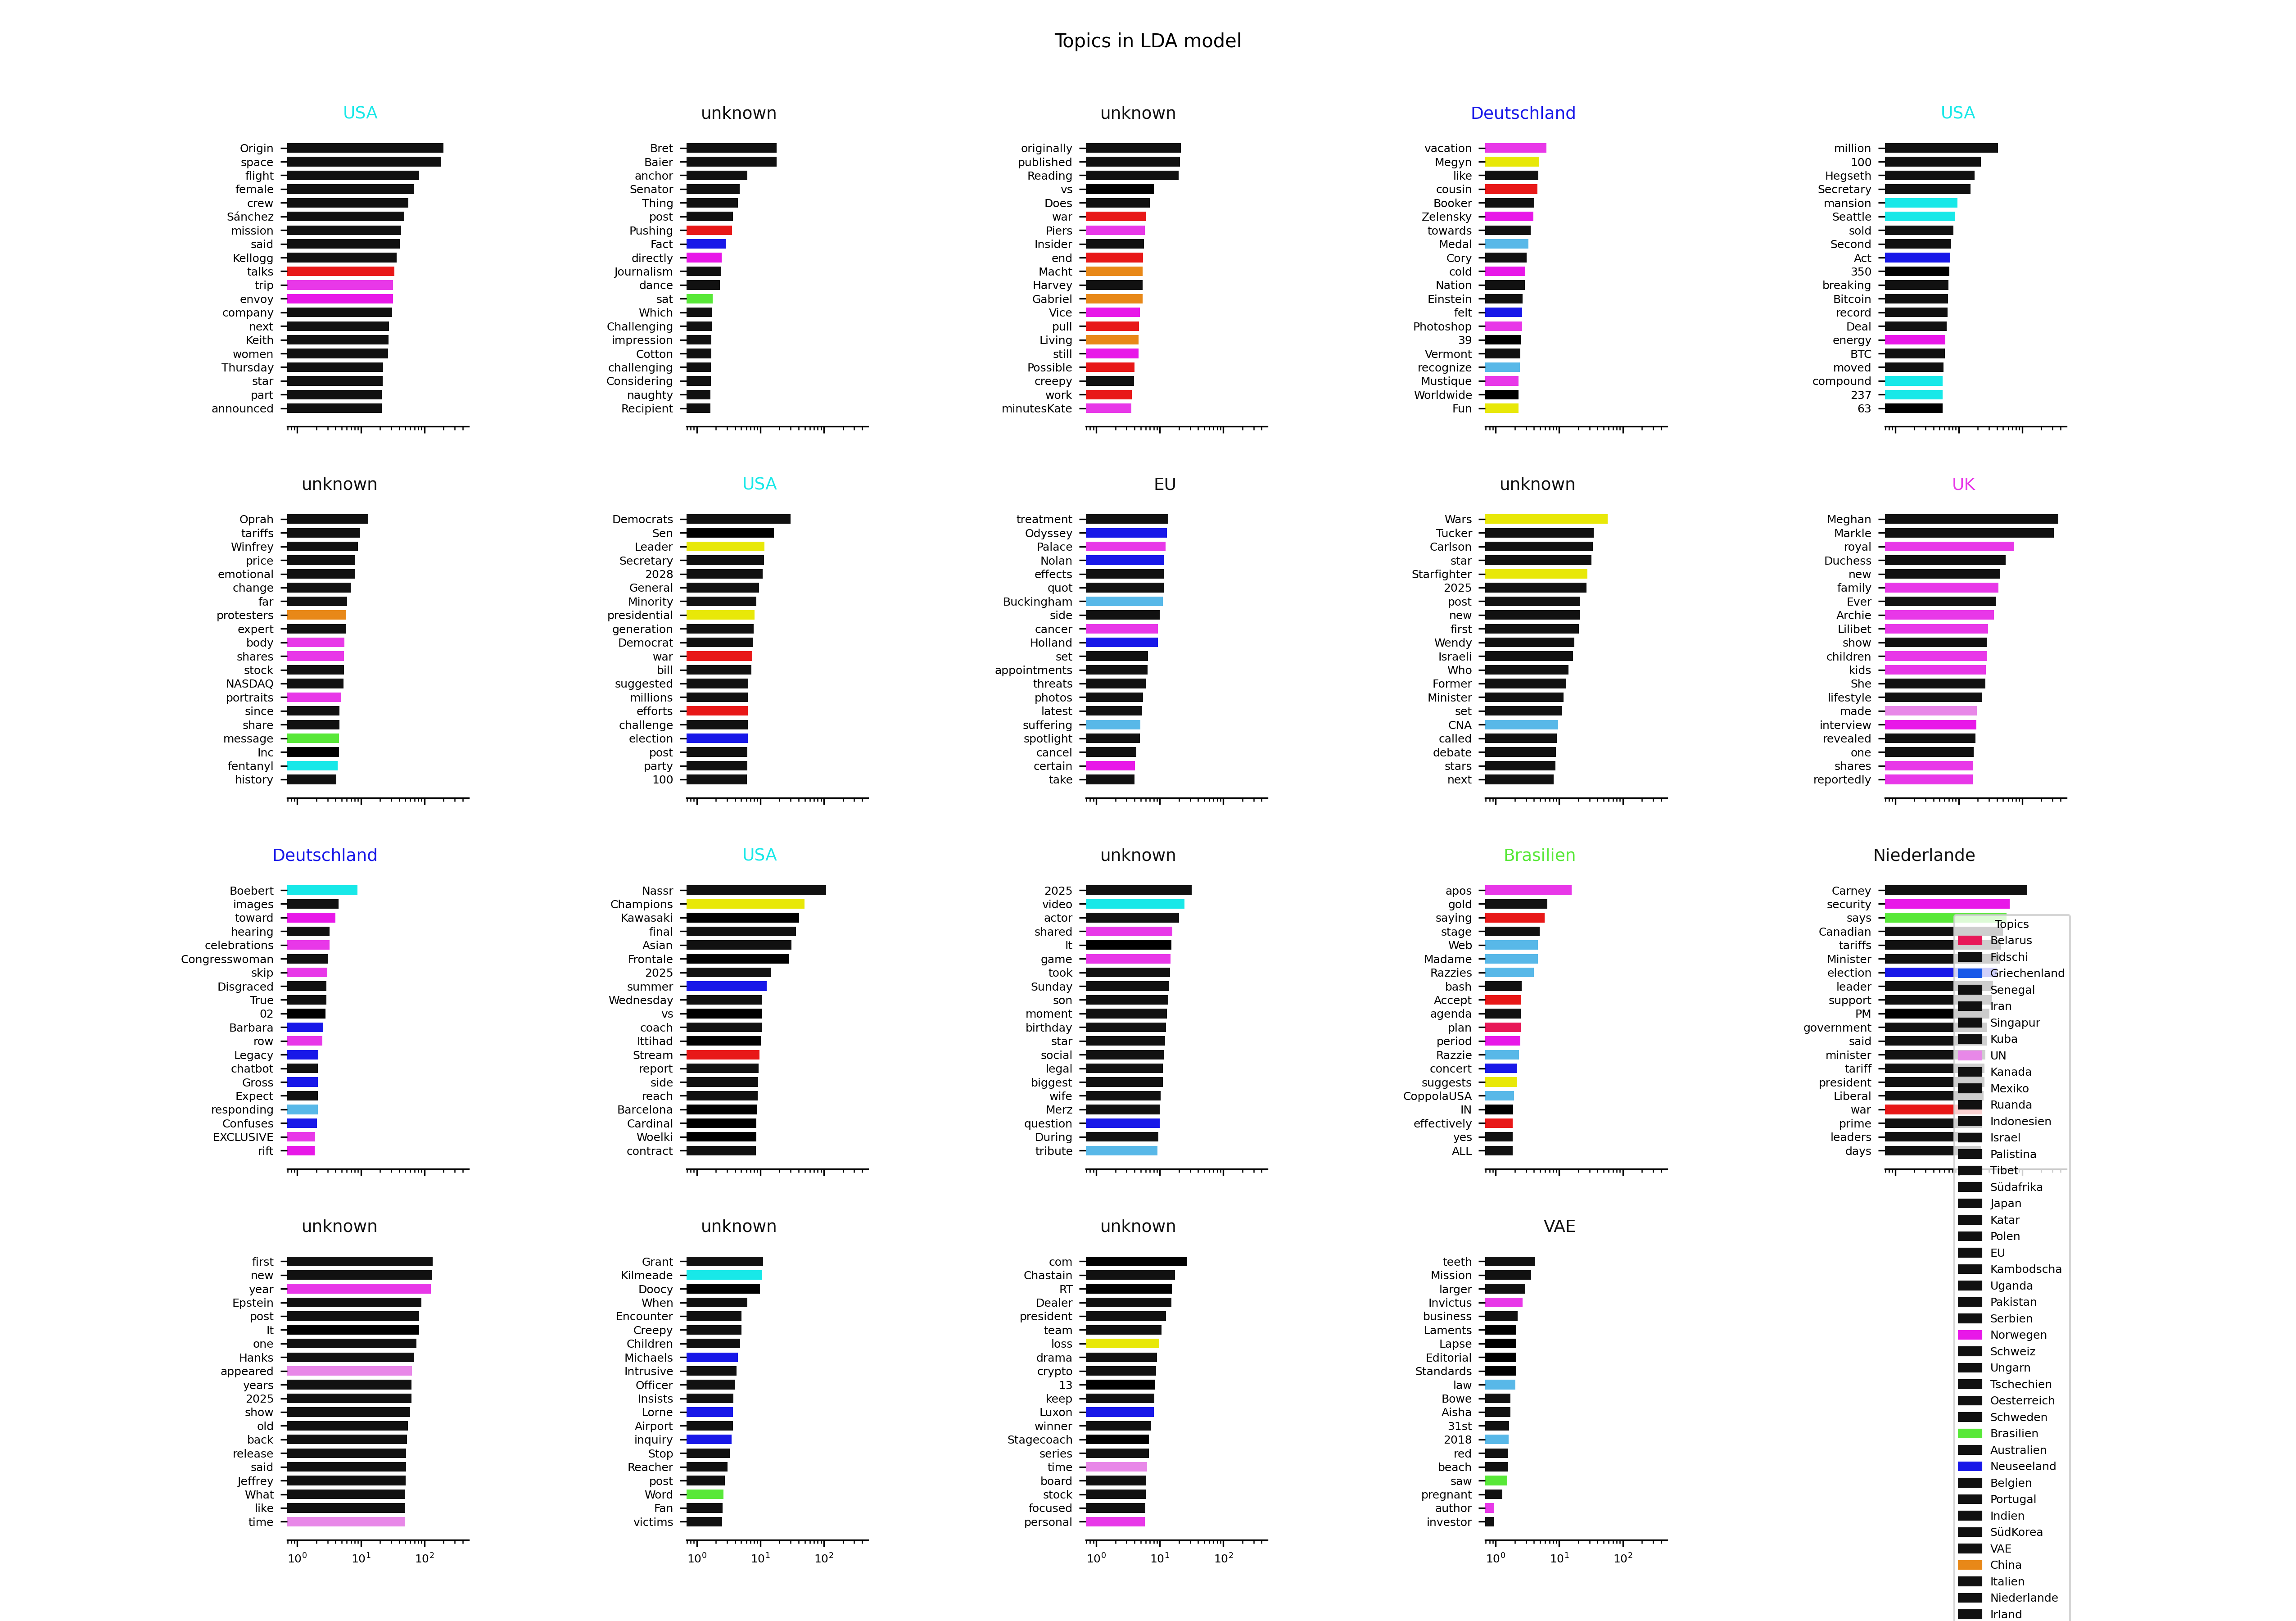 Topics in LDA model
USA
Origin
space
flight
female
crew
Sánchez
mission
said
Kellogg
talks
trip
envoy
company
next
Keith
women
Thursday
star
part
announced
unknown
Bret
Baier
anchor
Senator
Thing
post
Pushing
Fact
directly
Journalism
dance
sat
Which
Challenging
impression
Cotton
challenging
Considering
naughty
Recipient
unknown
originally
published
Reading
vs
Does
war
Piers
Insider
end
Macht
Harvey
Gabriel
Vice
pull
Living
still
Possible
creepy
work
minutesKate
Deutschland
vacation
Megyn
like
cousin
Booker
Zelensky
towards
Medal
Cory
cold
Nation
Einstein
felt
Photoshop
39
Vermont
recognize
Mustique
Worldwide
Fun
USA
million
100
Hegseth
Secretary
mansion
Seattle
sold
Second
Act
350
breaking
Bitcoin
record
Deal
energy
BTC
moved
compound
237
63
unknown
Oprah
tariffs
Winfrey
price
emotional
change
far
protesters
expert
body
shares
stock
NASDAQ
portraits
since
share
message
Inc
fentanyl
history
USA
Democrats
Sen
Leader
Secretary
2028
General
Minority
presidential
generation
Democrat
war
bill
suggested
millions
efforts
challenge
election
post
party
100
EU
treatment
Odyssey
Palace
Nolan
effects
quot
Buckingham
side
cancer
Holland
set
appointments
threats
photos
latest
suffering
spotlight
cancel
certain
take
unknown
Wars
Tucker
Carlson
star
Starfighter
2025
post
new
first
Wendy
Israeli
Who
Former
Minister
set
CNA
called
debate
stars
next
UK
Meghan
Markle
royal
Duchess
new
family
Ever
Archie
Lilibet
show
children
kids
She
lifestyle
made
interview
revealed
one
shares
reportedly
Deutschland
Boebert
images
toward
hearing
celebrations
Congresswoman
skip
Disgraced
True
02
Barbara
row
Legacy
chatbot
Gross
Expect
responding
Confuses
EXCLUSIVE
rift
USA
Nassr
Champions
Kawasaki
final
Asian
Frontale
2025
summer
Wednesday
vs
coach
Ittihad
Stream
report
side
reach
Barcelona
Cardinal
Woelki
contract
unknown
2025
video
actor
shared
It
game
took
Sunday
son
moment
birthday
star
social
legal
biggest
wife
Merz
question
During
tribute
Brasilien
apos
gold
saying
stage
Web
Madame
Razzies
bash
Accept
agenda
plan
period
Razzie
concert
suggests
CoppolaUSA
IN
effectively
yes
ALL
Niederlande
Carney
security
says
Canadian
tariffs
Minister
election
leader
support
PM
government
said
minister
tariff
president
Liberal
war
prime
leaders
days
Topics
Belarus
Fidschi
Griechenland
Senegal
Iran
Singapur
Kuba
UN
Kanada
Mexiko
Ruanda
Indonesien
Israel
Palistina
Tibet
Südafrika
Japan
Katar
Polen
EU
Kambodscha
Uganda
Pakistan
Serbien
Norwegen
Schweiz
Ungarn
Tschechien
Oesterreich
Schweden
Brasilien
Australien
Neuseeland
Belgien
Portugal
Indien
SüdKorea
VAE
China
Italien
Niederlande
Irland
unknown
first
new
year
Epstein
post
It
one
Hanks
appeared
years
2025
show
old
back
release
said
Jeffrey
What
like
time
10⁰ 10¹ 10²
unknown
Grant
Kilmeade
Doocy
When
Encounter
Creepy
Children
Michaels
Intrusive
Officer
Insists
Lorne
Airport
inquiry
Stop
Reacher
post
Word
Fan
victims
10⁰ 10¹ 10²
unknown
com
Chastain
RT
Dealer
president
team
loss
drama
crypto
13
keep
Luxon
winner
Stagecoach
series
time
board
stock
focused
personal
10⁰ 10¹ 10²
VAE
teeth
Mission
larger
Invictus
business
Laments
Lapse
Editorial
Standards
law
Bowe
Aisha
31st
2018
red
beach
saw
pregnant
author
investor
10⁰ 10¹ 10²